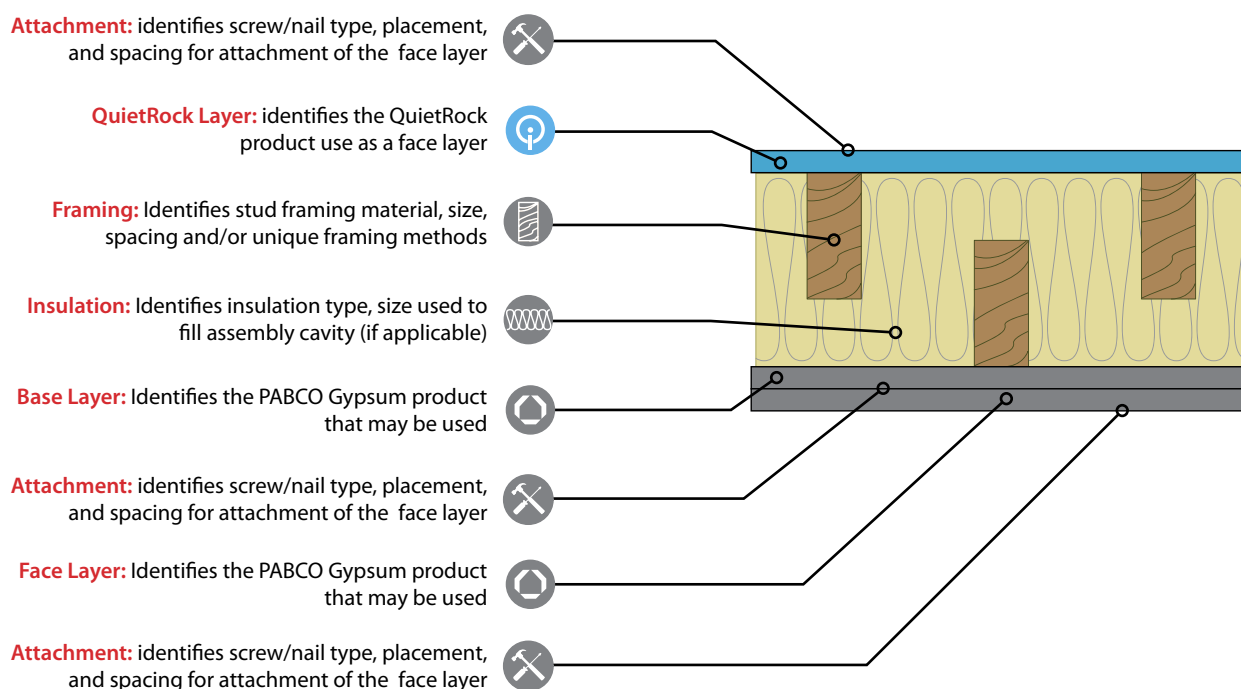 Attachment: identifies screw/nail type, placement,
and spacing for attachment of the face layer
QuietRock Layer: identifies the QuietRock
product use as a face layer
Framing: Identifies stud framing material, size,
spacing and/or unique framing methods
Insulation: Identifies insulation type, size used to
fill assembly cavity (if applicable)
Base Layer: Identifies the PABCO Gypsum product
that may be used
Attachment: identifies screw/nail type, placement,
and spacing for attachment of the face layer
Face Layer: Identifies the PABCO Gypsum product
that may be used
Attachment: identifies screw/nail type, placement,
and spacing for attachment of the face layer